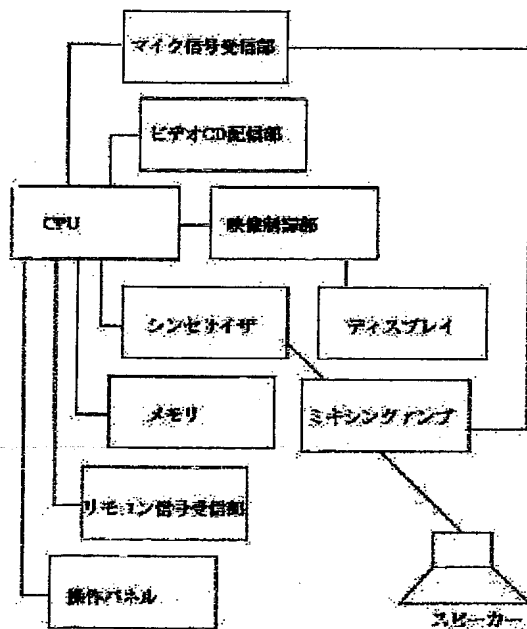 マイク信号受信部
ビデオCD配信部
CPU
映像制御部
シンセサイザ
ディスプレイ
メモリ
ミキシングアンプ
リモコン信号受信部
操作パネル
スピーカー